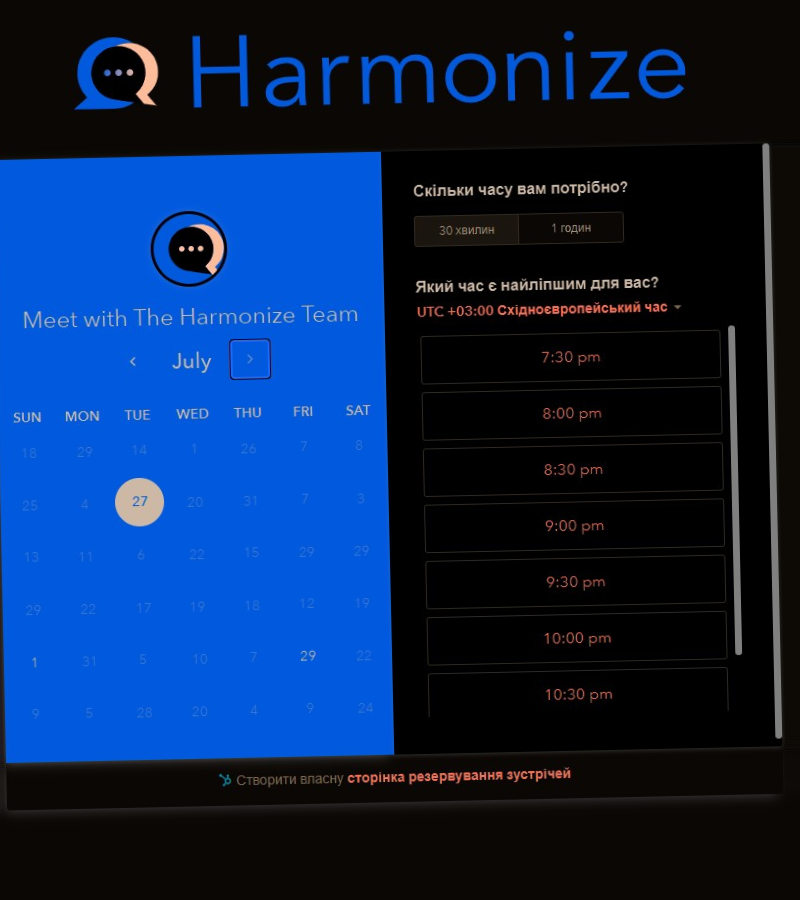 Harmonize
Meet with The Harmonize Team
July
SUN MON TUE WED THU FRI SAT
18 29 14 1 26 7 8
25 4 27 20 31 7 3
13 11 6 22 15 29 29
29 22 17 19 18 12 19
1 31 5 10 7 29 22
9 5 28 20 4 9 24
Скільки часу вам потрібно?
30 хвилин 1 годин
Який час є найліпшим для вас?
UTC +03:00 Східноєвропейський час
7:30 pm
8:00 pm
8:30 pm
9:00 pm
9:30 pm
10:00 pm
10:30 pm
Створити власну сторінка резервування зустрічей